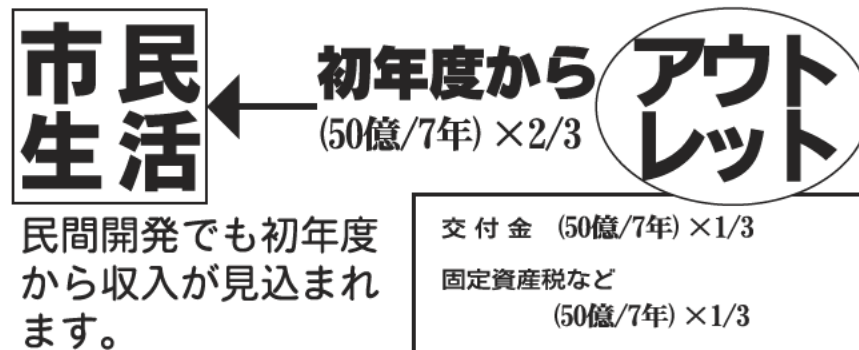 市民
生活
初年度から
(50億/7年)×2/3
アウト
レット
民間開発でも初年度
から収入が見込まれ
ます。
交付金 (50億/7年)×1/3
固定資産税など
(50億/7年)×1/3